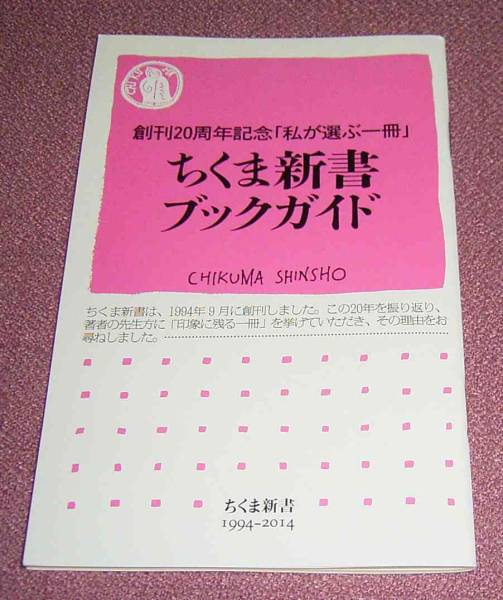 創刊20周年記念「私が選ぶ一冊」
ちくま新書
ブックガイド
CHIKUMA SHINSHO
ちくま新書は、1994年9月に創刊しました。この20年を振り返り、
著者の先生方に「印象に残る一冊」を挙げていただき、その理由をお
尋ねしました。
ちくま新書
1994-2014